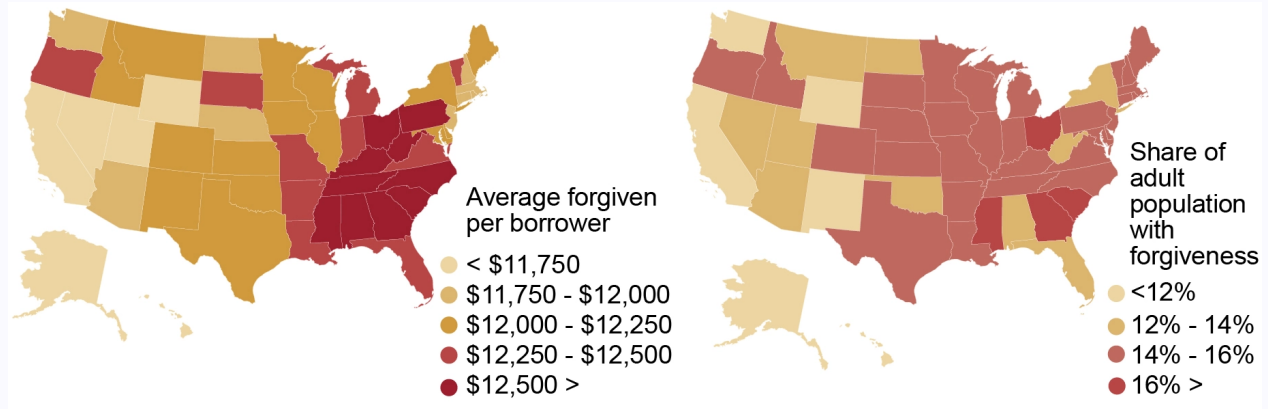 Average forgiven
per borrower
< $11,750
$11,750 - $12,000
$12,000 - $12,250
$12,250 - $12,500
$12,500 >
Share of
adult
population
with
forgiveness
<12%
12% - 14%
14% - 16%
16% >